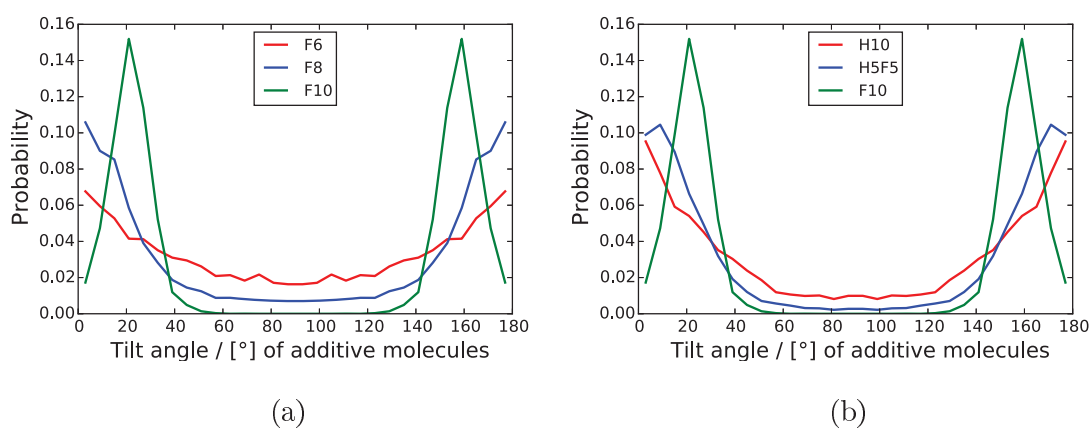 0.16
0.14
0.12
0.10
0.08
0.06
0.04
0.02
0.00
Probability
F6
F8
F10
0 20 40 60 80 100 120 140 160 180
Tilt angle / [°] of additive molecules
(a)
0.16
0.14
0.12
0.10
0.08
0.06
0.04
0.02
0.00
Probability
H10
H5F5
F10
0 20 40 60 80 100 120 140 160 180
Tilt angle / [°] of additive molecules
(b)